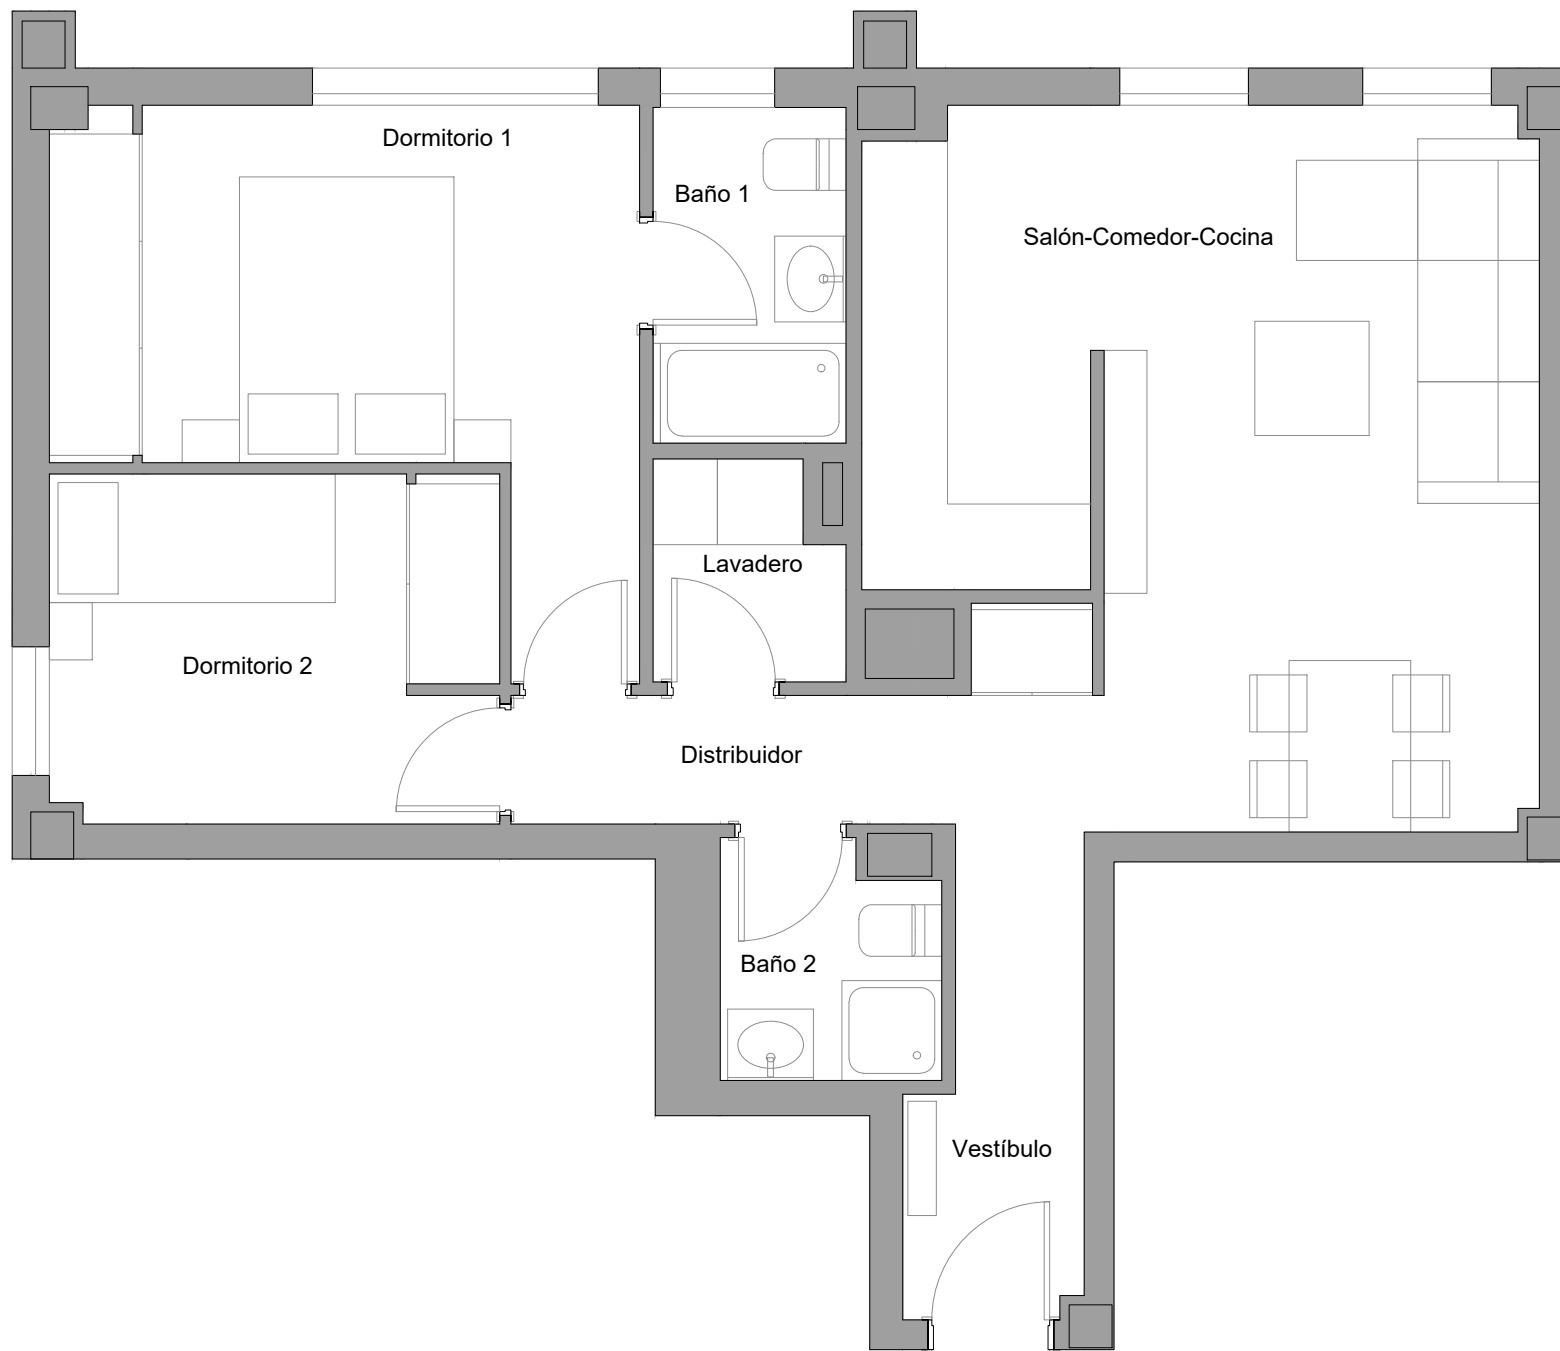 Dormitorio 1
Baño 1
Salón-Comedor-Cocina
Lavadero
Dormitorio 2
Distribuidor
Baño 2
Vestíbulo